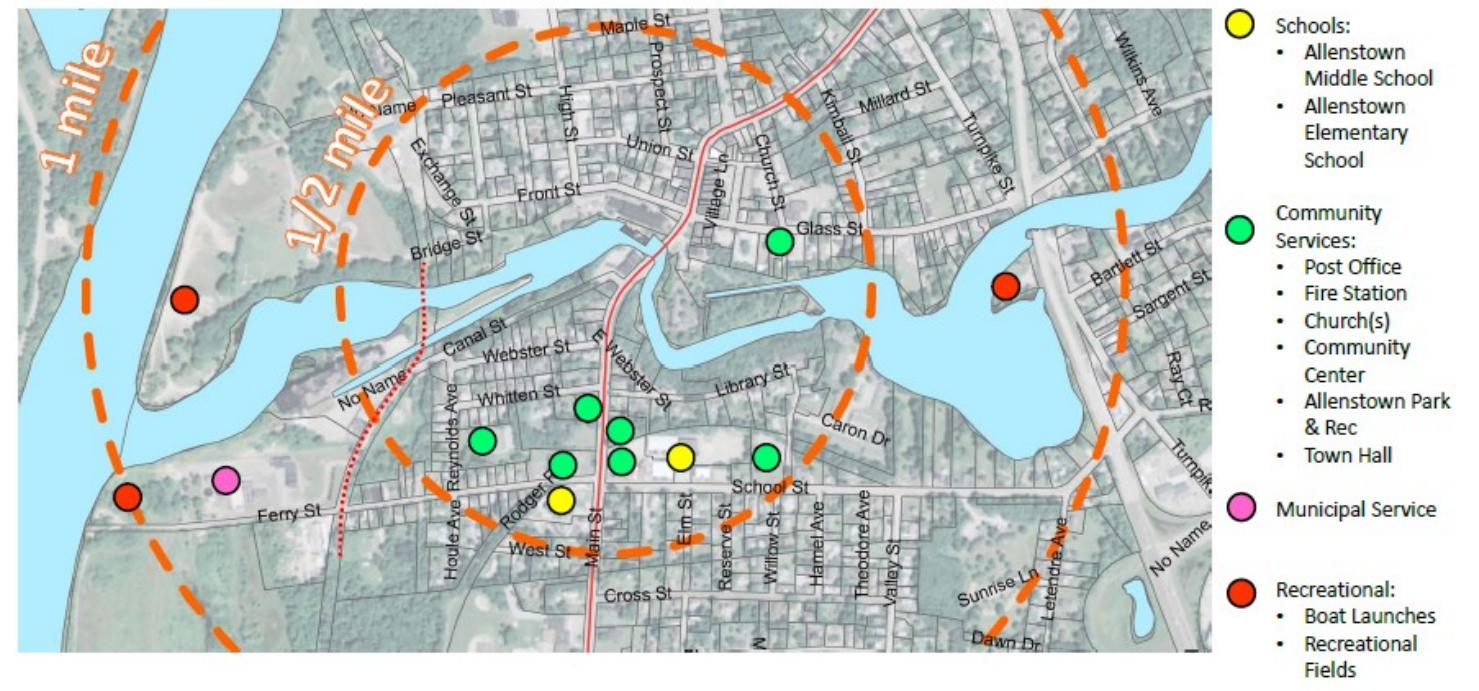 1 mile
1/2 mile
Maple St
Prospect St
Pleasant St
Name
High St
Union St
Exchange St
Front St
Bridge St
Village Ln
Church St
Kimball St
Millard St
Turnpike St
Wilkins Ave
Glass St
Bartlett St
Sargent St
Ray Ct
Canal St
Webster St
E Webster St
No Name
Whitten St
Library St
Caron Dr
Reynolds Ave
School St
Ferry St
Houle Ave
West St
Main St
Elm St
Reserve St
Willow St
Hamel Ave
Theodore Ave
Valley St
Cross St
Sunrise Ln
Letendre Ave
Dawn Dr
No Name
Schools:
• Allenstown
Middle School
• Allenstown
Elementary
School
Community
Services:
• Post Office
• Fire Station
• Church(s)
• Community
Center
• Allenstown Park
& Rec
• Town Hall
Municipal Service
Recreational:
• Boat Launches
• Recreational
Fields